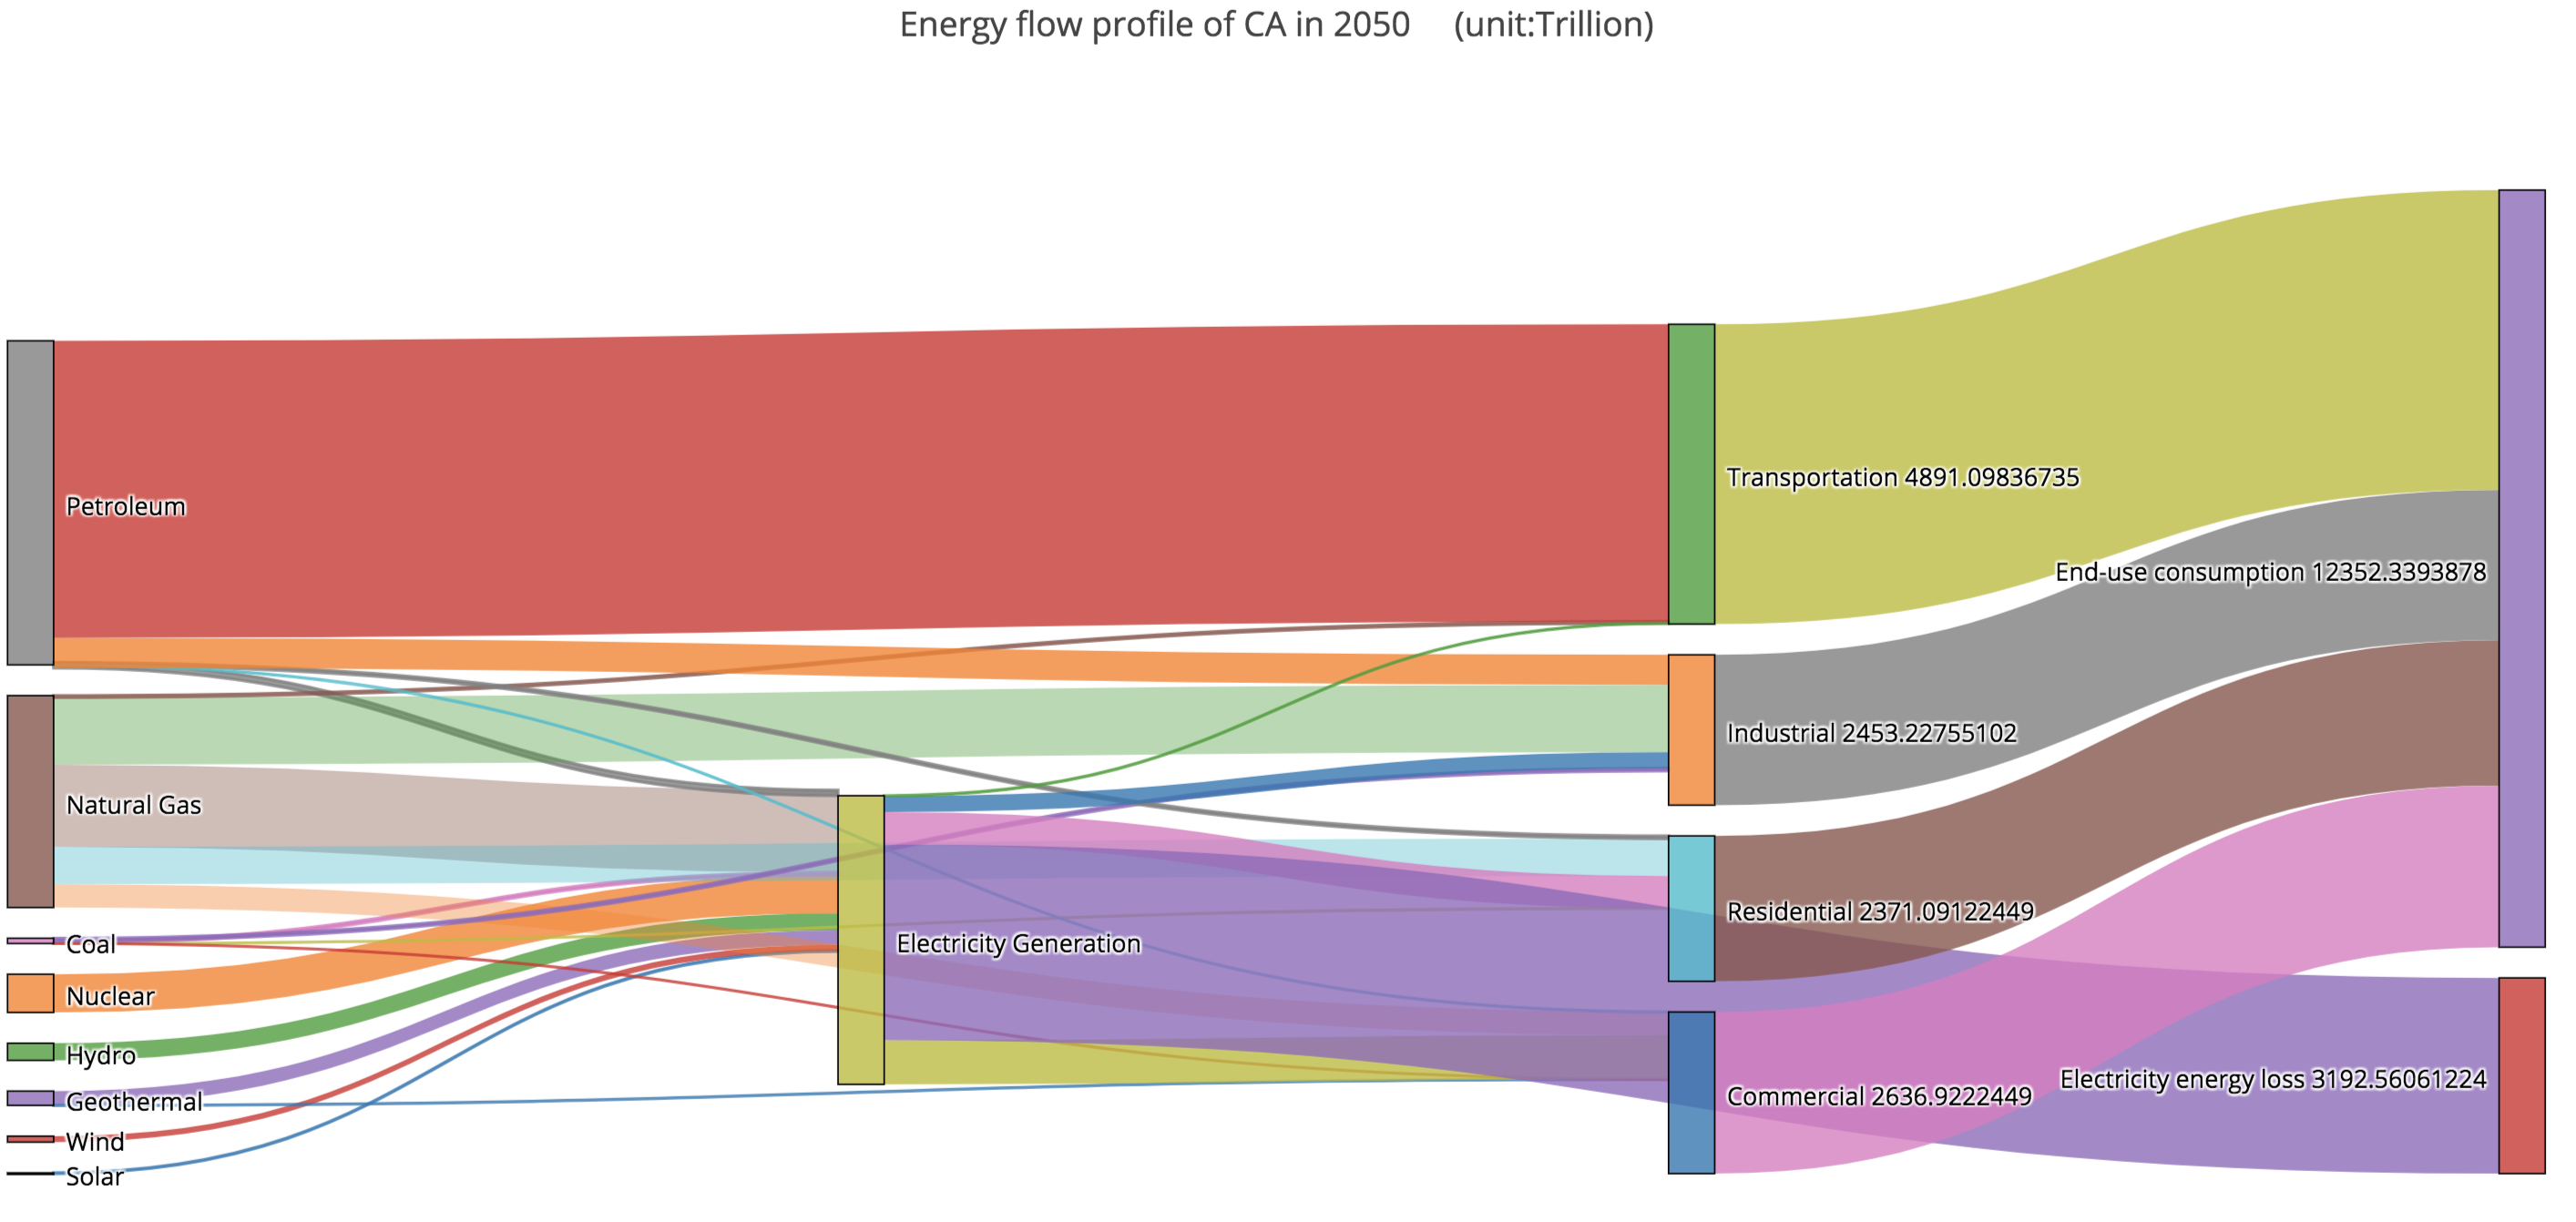 Energy flow profile of CA in 2050 (unit:Trillion)
Petroleum
Transportation 4891.09836735
End-use consumption 12352.3393878
Industrial 2453.22755102
Natural Gas
Residential 2371.09122449
Coal
Electricity Generation
Nuclear
Hydro
Electricity energy loss 3192.56061224
Commercial 2636.9222449
Geothermal
Wind
Solar